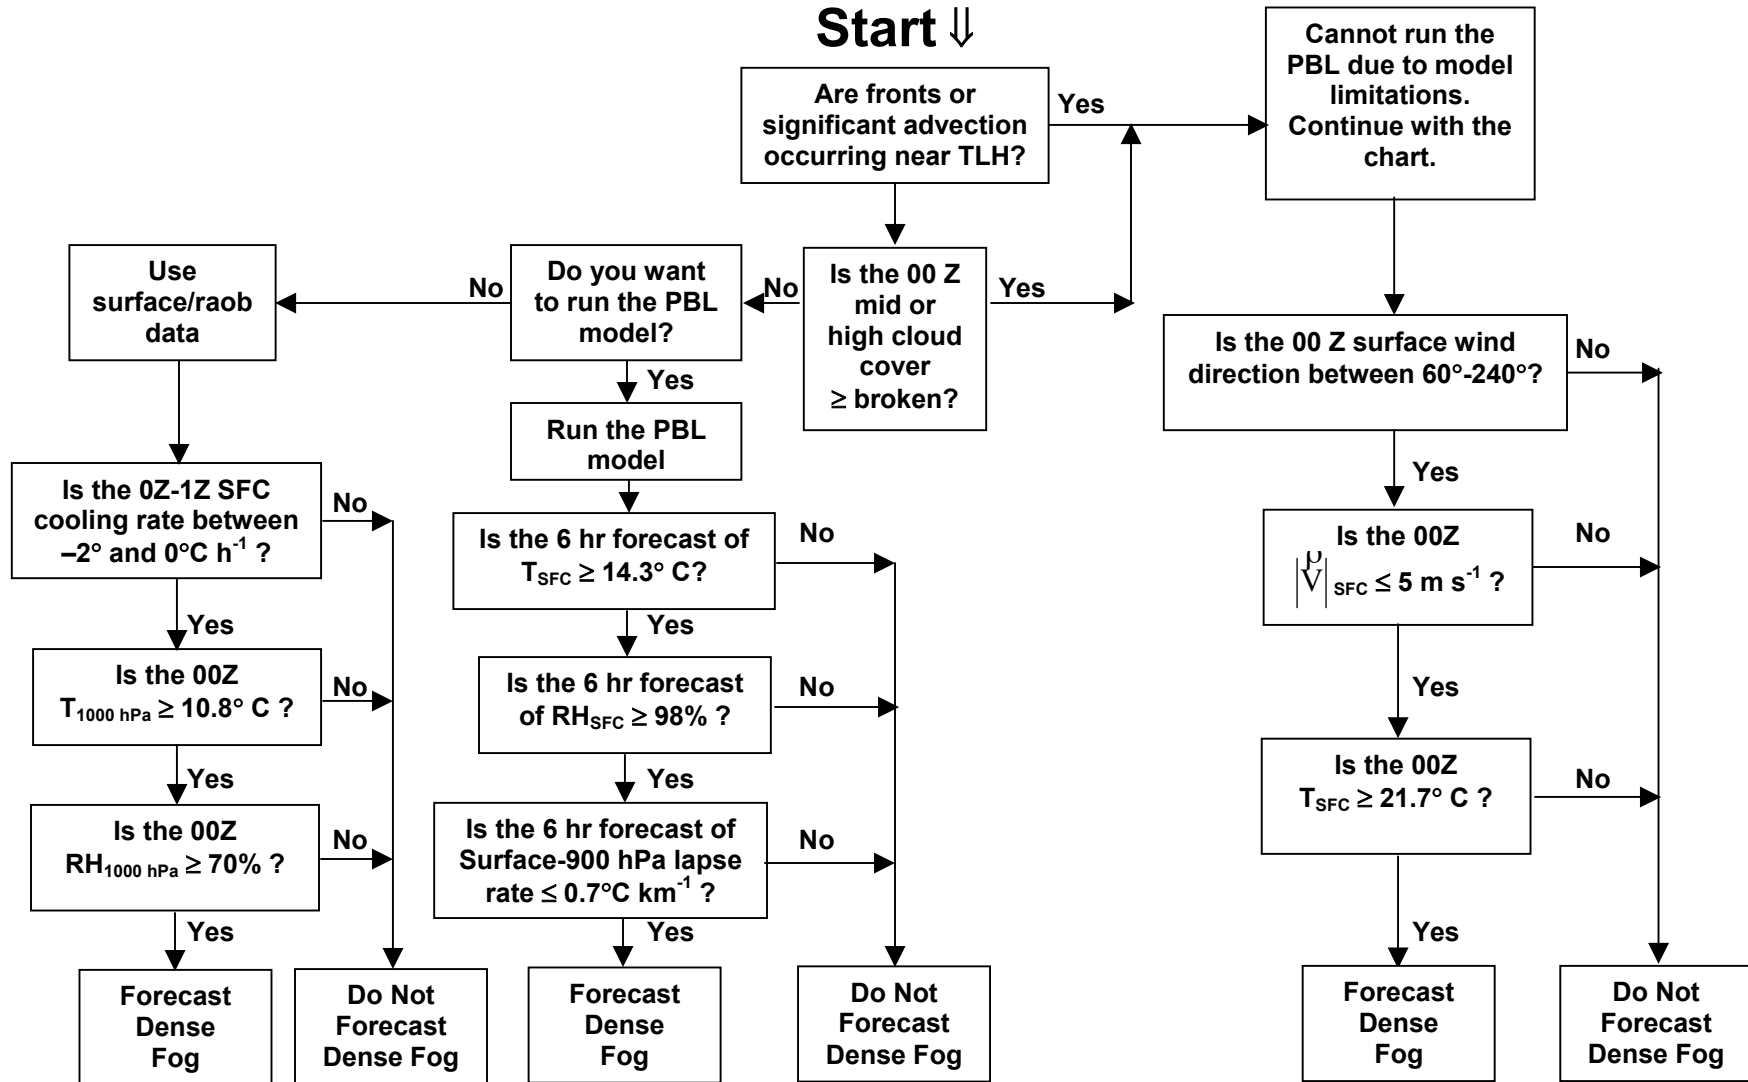 Start ⇓
Are fronts or
significant advection
occurring near TLH?
Yes
Cannot run the
PBL due to model
limitations.
Continue with the
chart.
Is the 00 Z
mid or
high cloud
cover
≥ broken?
Yes
No
Do you want
to run the PBL
model?
No
Use
surface/raob
data
Yes
Run the PBL
model
Is the 0Z-1Z SFC
cooling rate between
–2° and 0°C h⁻¹ ?
No
Yes
Is the 00Z
T1000 hPa ≥ 10.8° C ?
No
Yes
Is the 00Z
RH1000 hPa ≥ 70% ?
No
Yes
Forecast
Dense
Fog
Do Not
Forecast
Dense Fog
Is the 6 hr forecast of
TSFC ≥ 14.3° C?
No
Yes
Is the 6 hr forecast
of RHSFC ≥ 98% ?
No
Yes
Is the 6 hr forecast of
Surface-900 hPa lapse
rate ≤ 0.7°C km⁻¹ ?
No
Yes
Forecast
Dense
Fog
Do Not
Forecast
Dense Fog
Is the 00 Z surface wind
direction between 60°-240°?
No
Yes
Is the 00Z
|V|ρ SFC ≤ 5 m s⁻¹ ?
No
Yes
Is the 00Z
TSFC ≥ 21.7° C ?
No
Yes
Forecast
Dense
Fog
Do Not
Forecast
Dense Fog